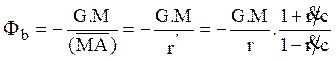 Φ_b = − G.M / (MA) = − G.M / r' = − G.M / r . 1 + r&c / 1 − r&c